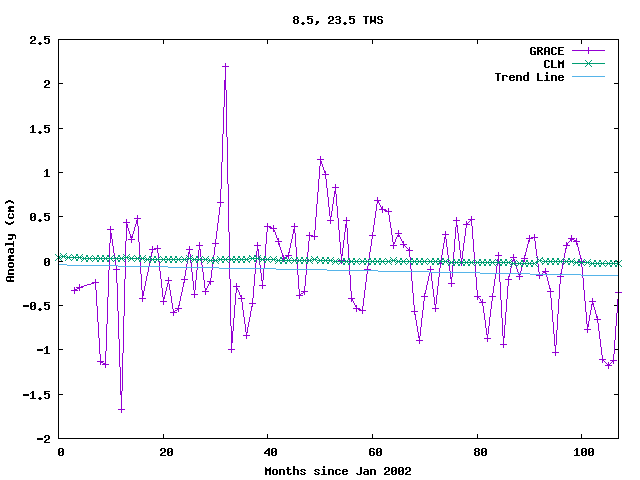 8.5, 23.5 TWS
GRACE
CLM
Trend Line
2.5
2
1.5
1
0.5
0
-0.5
-1
-1.5
-2
Anomaly (cm)
0 20 40 60 80 100
Months since Jan 2002